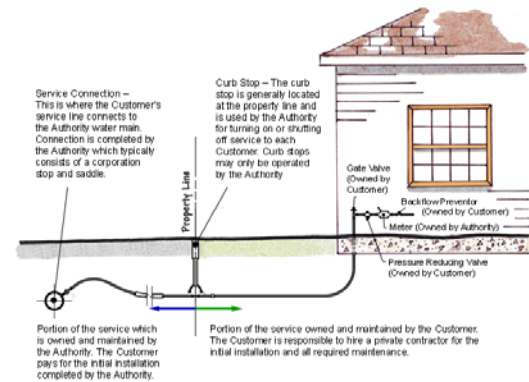 Service Connection –
This is where the Customer's
service line connects to
the Authority water main.
Connection is completed by
the Authority which typically
consists of a corporation
stop and saddle.
Curb Stop – The curb
stop is generally located
at the property line and
is used by the Authority
for turning on or shutting
off service to each
Customer. Curb stops
may only be operated
by the Authority
Property Line
Gate Valve
(Owned by
Customer)
Backflow Preventor
(Owned by Customer)
Meter (Owned by Authority)
Pressure Reducing Valve
(Owned by Customer)
Portion of the service which
is owned and maintained by
the Authority. The Customer
pays for the initial installation
completed by the Authority.
Portion of the service owned and maintained by the Customer.
The Customer is responsible to hire a private contractor for the
initial installation and all required maintenance.